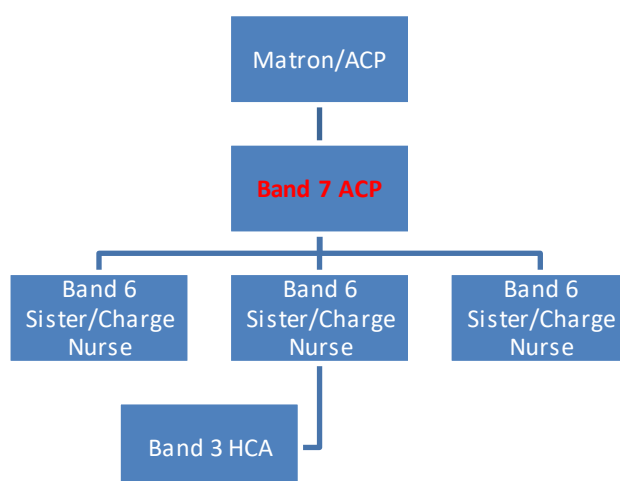 Matron/ACP
Band 7 ACP
Band 6
Sister/Charge
Nurse
Band 6
Sister/Charge
Nurse
Band 6
Sister/Charge
Nurse
Band 3 HCA